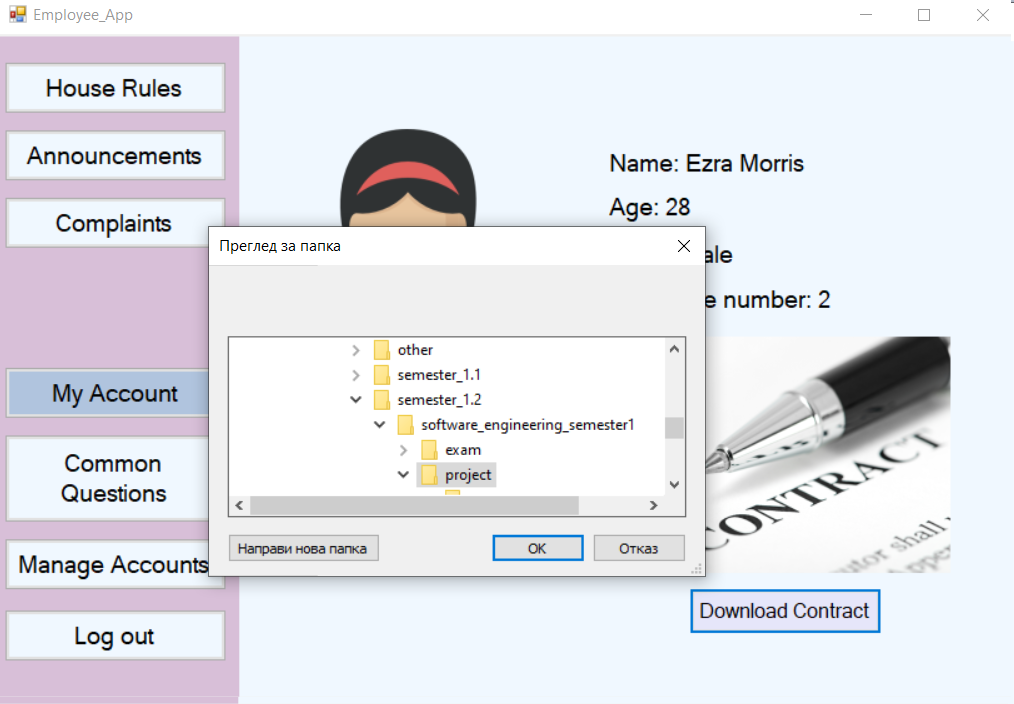 Employee_App
House Rules
Announcements
Complaints
My Account
Common
Questions
Manage Accounts
Log out
Name: Ezra Morris
Age: 28
number: 2
Преглед за папка
other
semester_1.1
semester_1.2
software_engineering_semester1
exam
project
Направи нова папка
OK
Отказ
CONTRACT
shall
Download Contract